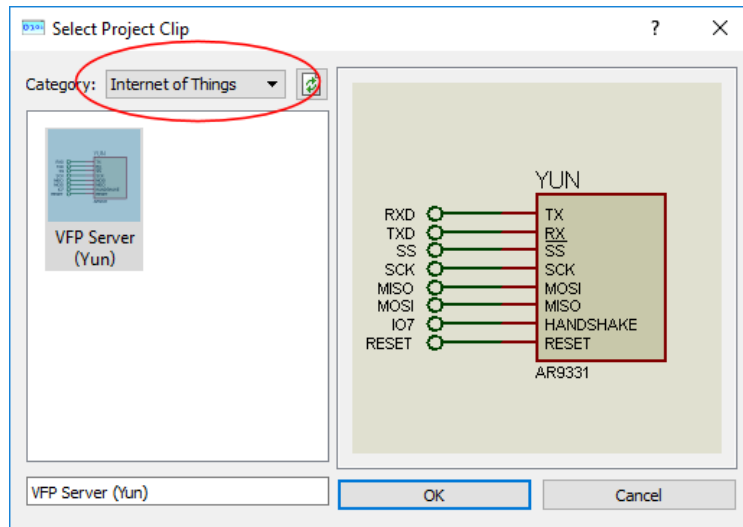 Select Project Clip
Category: Internet of Things
VFP Server
(Yun)
YUN
RXD TX
TXD RX
SS SS
SCK SCK
MISO MOSI
MOSI MISO
IO7 HANDSHAKE
RESET RESET
AR9331
VFP Server (Yun)
OK
Cancel